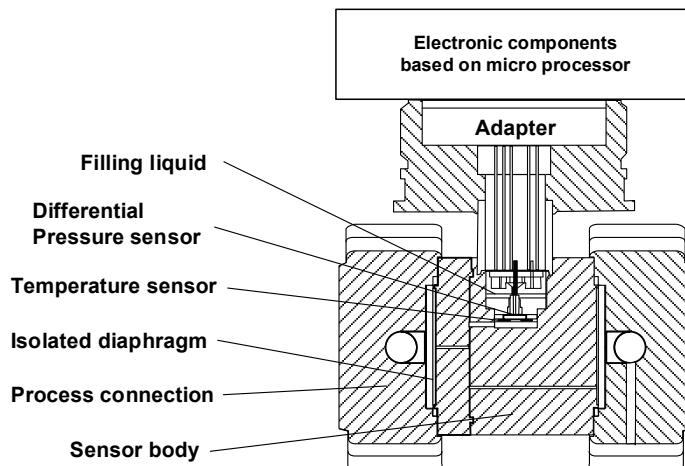 Electronic components
based on micro processor
Adapter
Filling liquid
Differential
Pressure sensor
Temperature sensor
Isolated diaphragm
Process connection
Sensor body